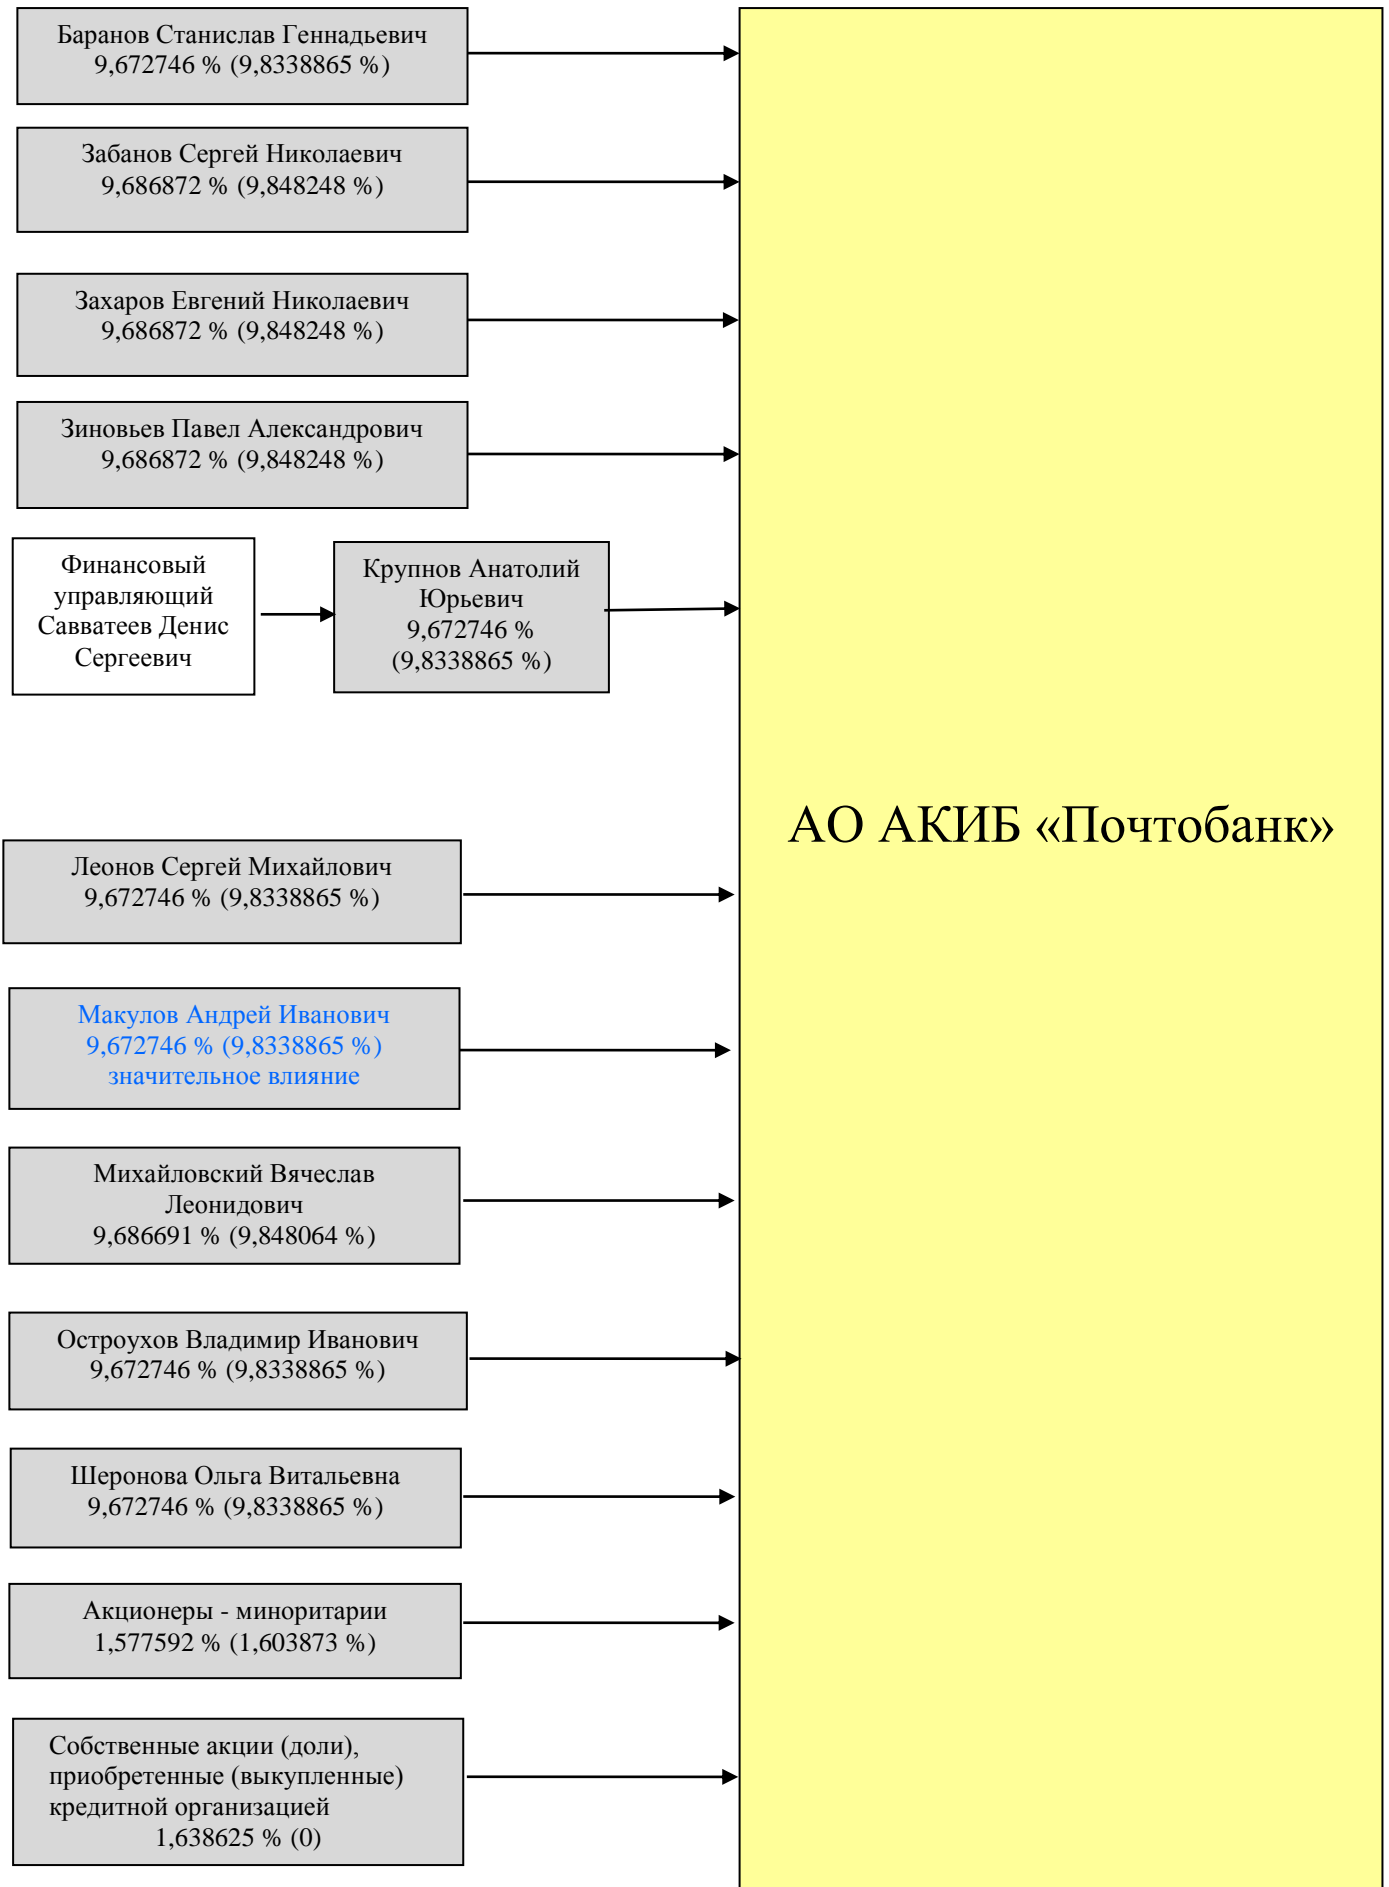 Баранов Станислав Геннадьевич
9,672746 % (9,8338865 %)
Забанов Сергей Николаевич
9,686872 % (9,848248 %)
Захаров Евгений Николаевич
9,686872 % (9,848248 %)
Зиновьев Павел Александрович
9,686872 % (9,848248 %)
Финансовый
управляющий
Савватеев Денис
Сергеевич
Крупнов Анатолий
Юрьевич
9,672746 %
(9,8338865 %)
АО АКИБ «Почтобанк»
Леонов Сергей Михайлович
9,672746 % (9,8338865 %)
Макулов Андрей Иванович
9,672746 % (9,8338865 %)
значительное влияние
Михайловский Вячеслав
Леонидович
9,686691 % (9,848064 %)
Остроухов Владимир Иванович
9,672746 % (9,8338865 %)
Шеронова Ольга Витальевна
9,672746 % (9,8338865 %)
Акционеры - миноритарии
1,577592 % (1,603873 %)
Собственные акции (доли),
приобретенные (выкупленные)
кредитной организацией
1,638625 % (0)